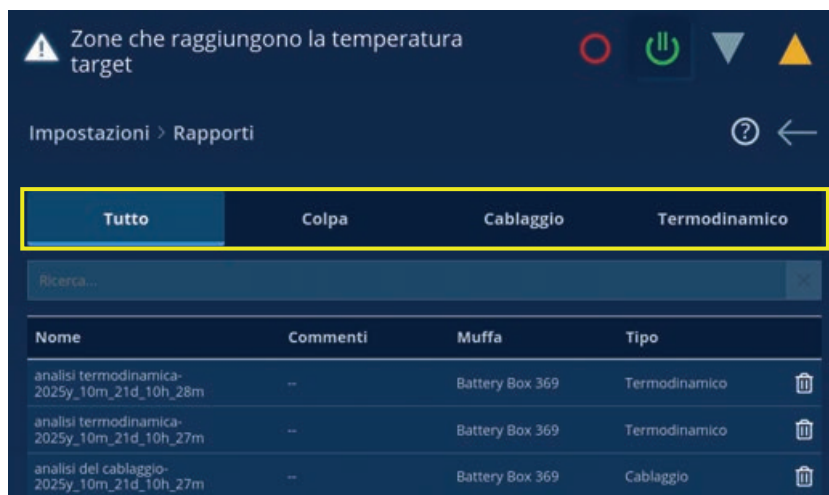 Zone che raggiungono la temperatura
target
Impostazioni > Rapporti
Tutto Colpa Cablaggio Termodinamico
Ricerca...
Nome Commenti Muffa Tipo
analisi termodinamica-
2025y_10m_21d_10h_28m -- Battery Box 369 Termodinamico
analisi termodinamica-
2025y_10m_21d_10h_27m -- Battery Box 369 Termodinamico
analisi del cablaggio-
2025y_10m_21d_10h_27m -- Battery Box 369 Cablaggio